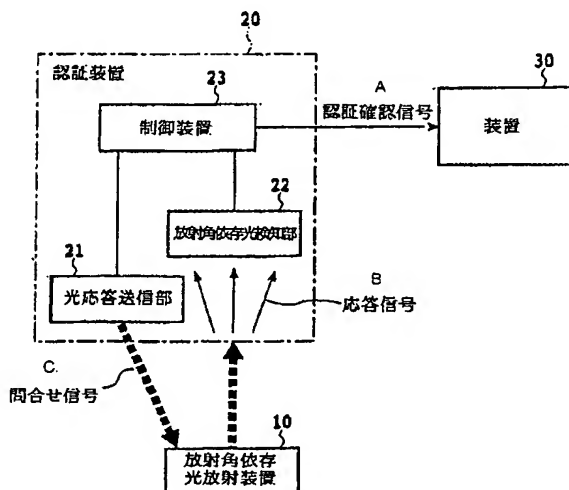 20
認証装置
23
制御装置
A
認証確認信号
30
装置
22
放射角依存光検知部
21
光応答送信部
B
応答信号
C.
問合せ信号
10
放射角依存
光放射装置